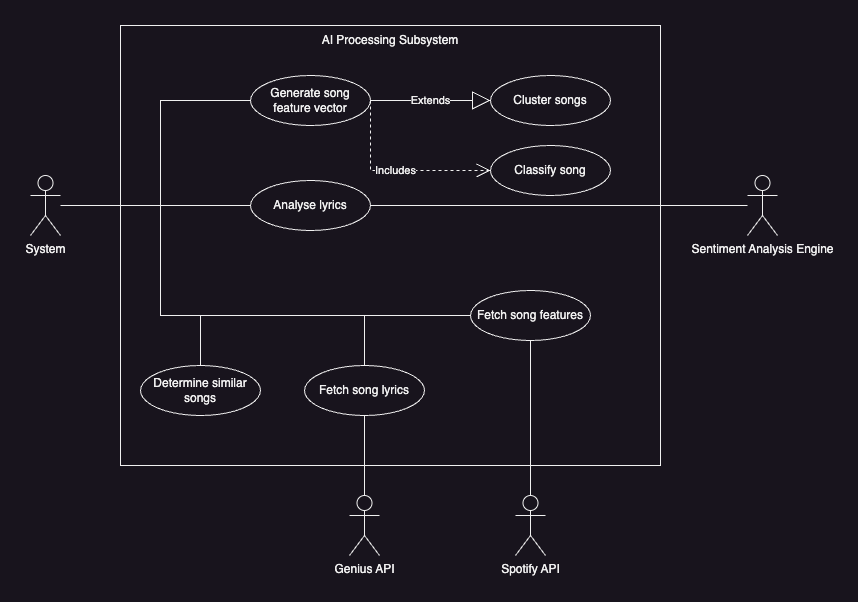 AI Processing Subsystem
Generate song
feature vector
Extends
Cluster songs
Includes
Classify song
Analyse lyrics
System
Sentiment Analysis Engine
Fetch song features
Determine similar
songs
Fetch song lyrics
Genius API
Spotify API